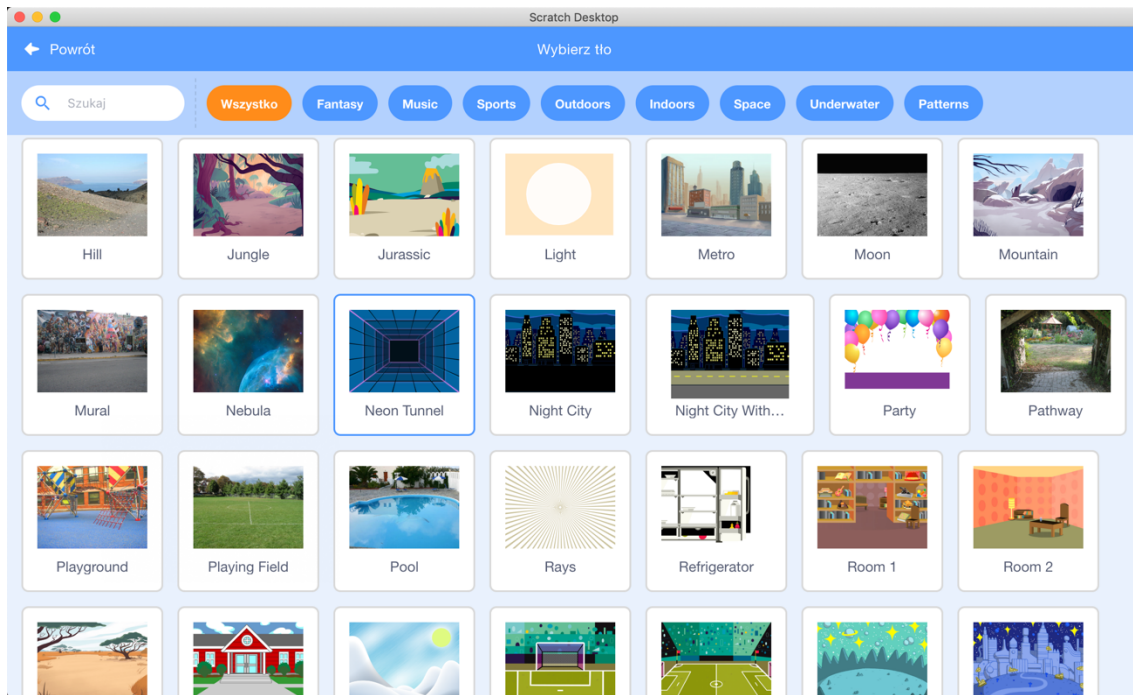 Scratch Desktop
Powrót
Wybierz tło
Szukaj
Wszystko Fantasy Music Sports Outdoors Indoors Space Underwater Patterns
Hill Jungle Jurassic Light Metro Moon Mountain
Mural Nebula Neon Tunnel Night City Night City With... Party Pathway
Playground Playing Field Pool Rays Refrigerator Room 1 Room 2